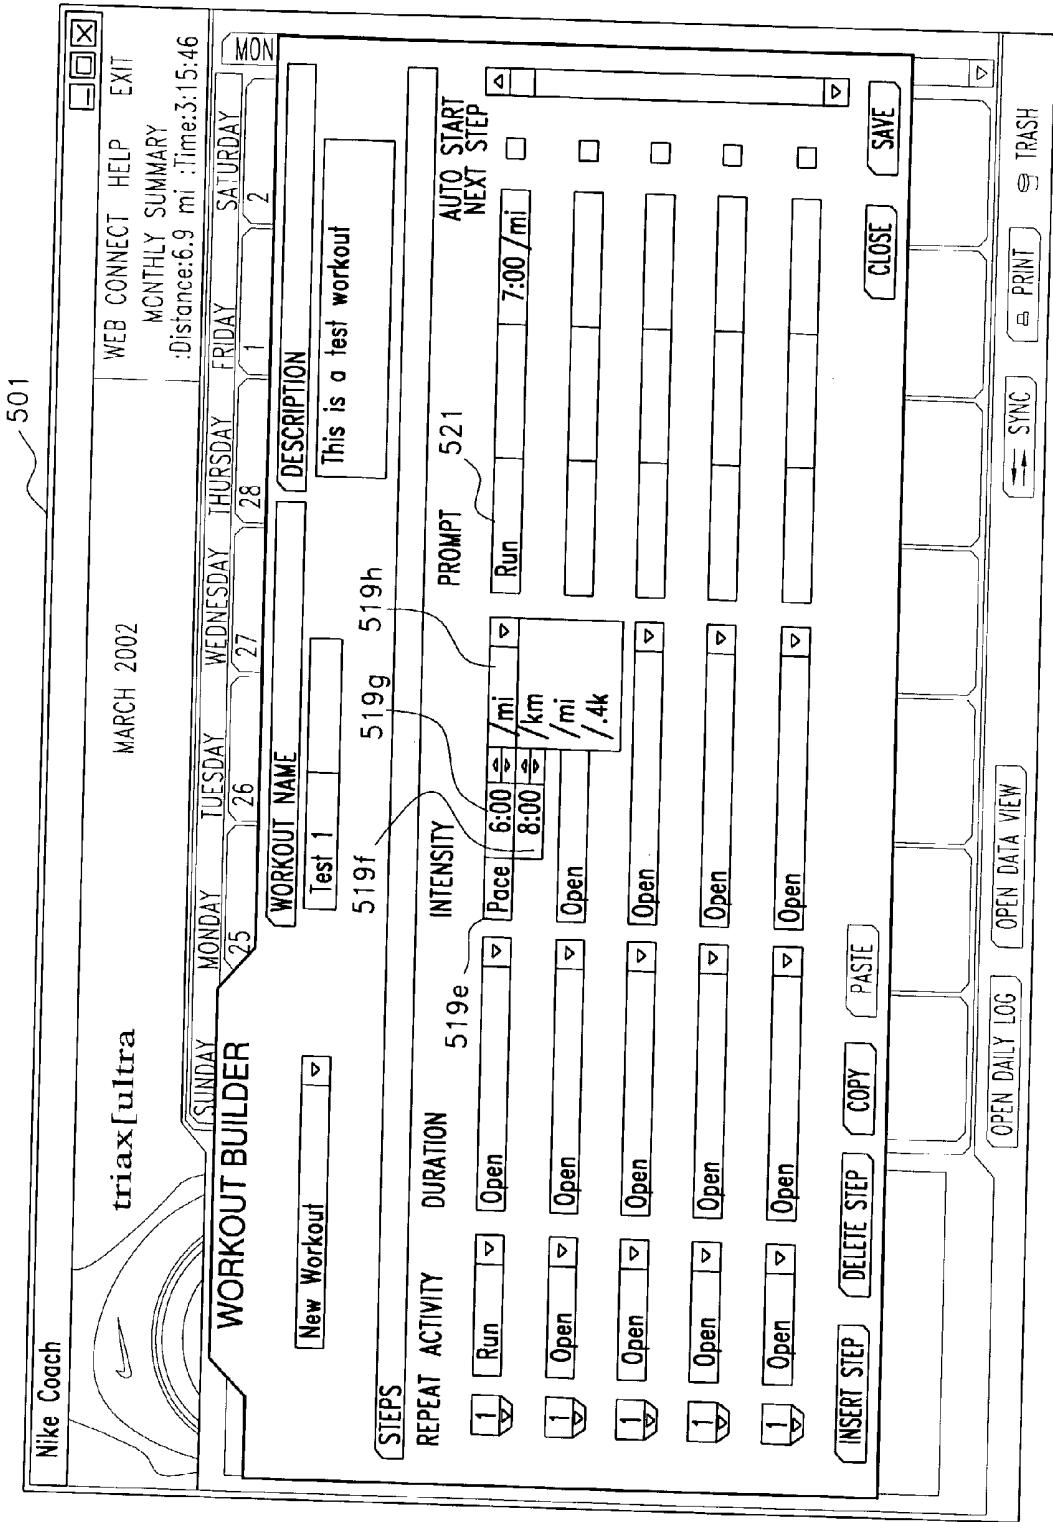 501
Nike Coach
triax[ultra
MARCH 2002
WEB CONNECT HELP EXIT
MONTHLY SUMMARY
:Distance:6.9 mi :Time:3:15:46
SUNDAY MONDAY TUESDAY WEDNESDAY THURSDAY FRIDAY SATURDAY
25 26 27 28 1 2 MON
WORKOUT BUILDER
WORKOUT NAME DESCRIPTION
New Workout Test 1 This is a test workout
519f 519g 519h
STEPS
REPEAT ACTIVITY DURATION INTENSITY PROMPT AUTO START NEXT STEP
519e 521
1 Run Open Pace 6:00 /mi Run 7:00 /mi
8:00 /km
/mi
/.4k
1 Open Open Open
1 Open Open Open
1 Open Open Open
1 Open Open Open
INSERT STEP DELETE STEP COPY PASTE CLOSE SAVE
OPEN DAILY LOG OPEN DATA VIEW SYNC PRINT TRASH